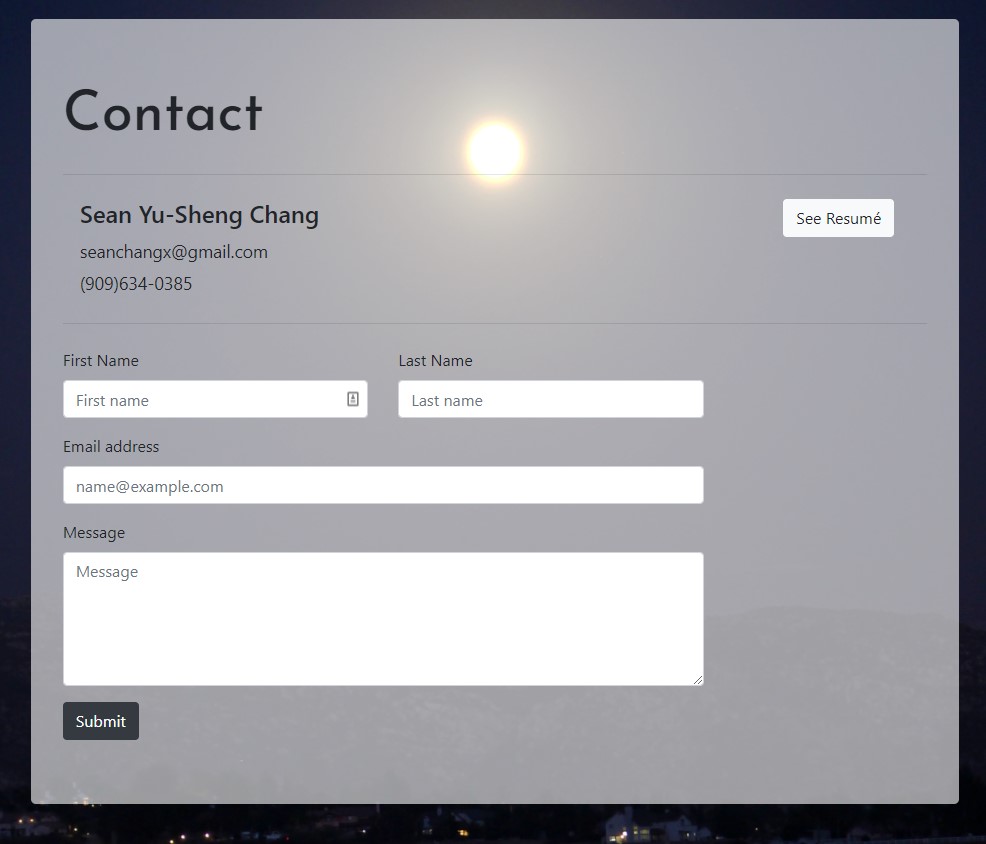 Contact
Sean Yu-Sheng Chang
See Resumé
seanchangx@gmail.com
(909)634-0385
First Name
Last Name
First name
Last name
Email address
name@example.com
Message
Message
Submit